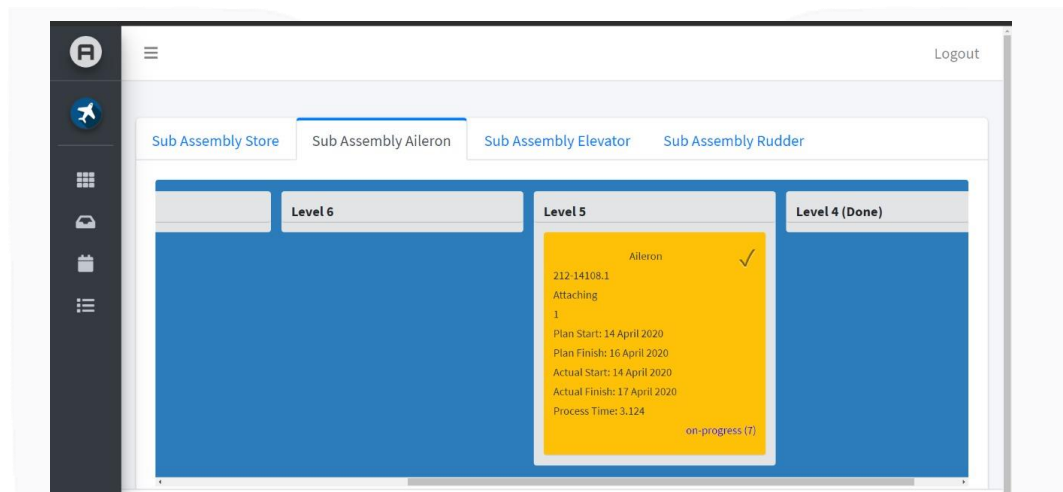 Logout
Sub Assembly Store
Sub Assembly Aileron
Sub Assembly Elevator
Sub Assembly Rudder
Level 6
Level 5
Level 4 (Done)
Aileron
212-14108.1
Attaching
1
Plan Start: 14 April 2020
Plan Finish: 16 April 2020
Actual Start: 14 April 2020
Actual Finish: 17 April 2020
Process Time: 3.124
on-progress (7)